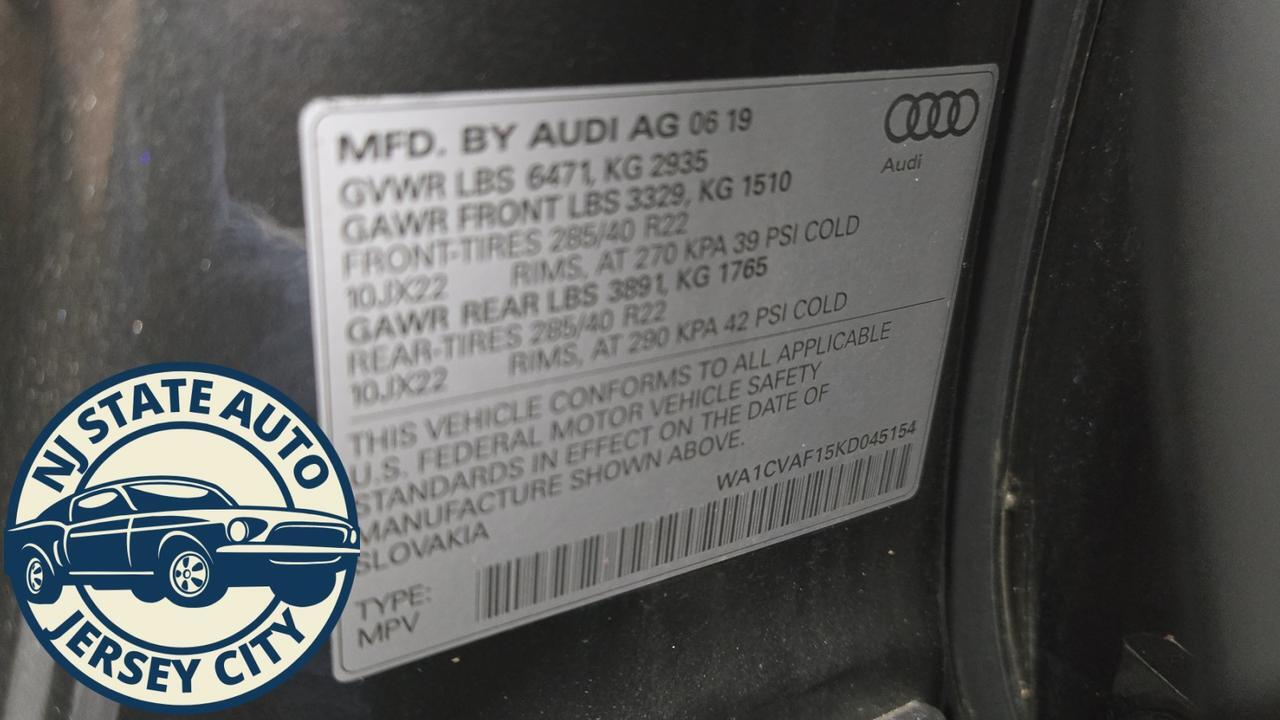 MFD. BY AUDI AG 06 19
GVWR LBS 6471, KG 2935
GAWR FRONT LBS 3329, KG 1510
FRONT-TIRES 285/40 R22
10JX22 RIMS, AT 270 KPA 39 PSI COLD
GAWR REAR LBS 3891, KG 1765
REAR-TIRES 285/40 R22
10JX22 RIMS, AT 290 KPA 42 PSI COLD
Audi
THIS VEHICLE CONFORMS TO ALL APPLICABLE
U.S. FEDERAL MOTOR VEHICLE SAFETY
STANDARDS IN EFFECT ON THE DATE OF
MANUFACTURE SHOWN ABOVE.
SLOVAKIA
WA1CVAF15KD045154
TYPE:
MPV
NJ STATE AUTO
JERSEY CITY